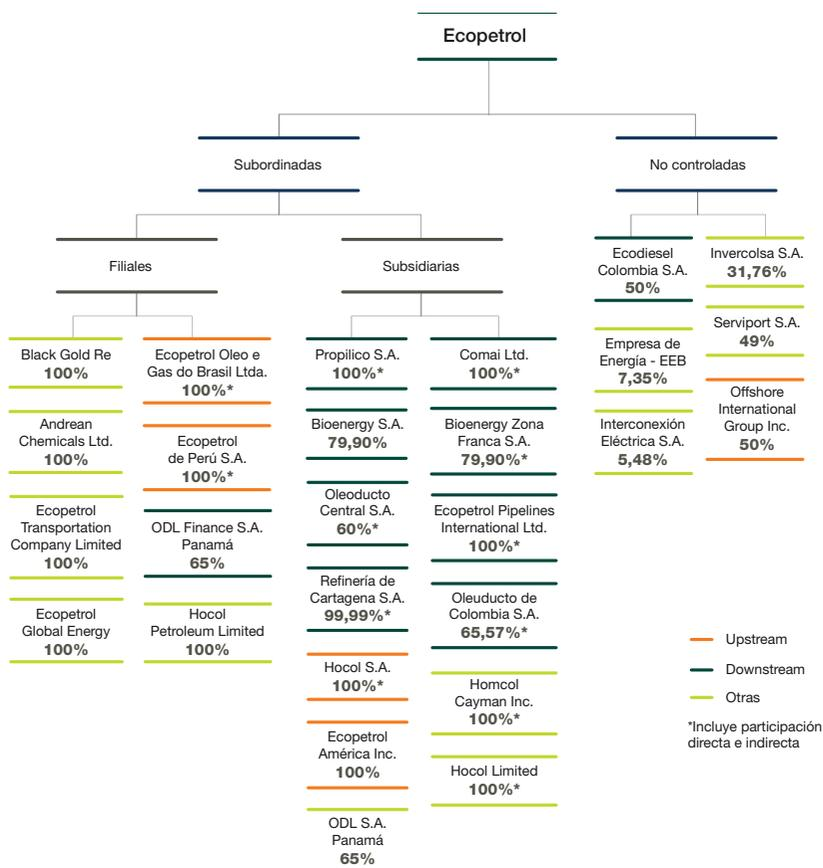 Ecopetrol
Subordinadas
No controladas
Filiales
Subsidiarias
Black Gold Re
100%
Andrean
Chemicals Ltd.
100%
Ecopetrol
Transportation
Company Limited
100%
Ecopetrol
Global Energy
100%
Ecopetrol Oleo e
Gas do Brasil Ltda.
100%*
Ecopetrol
de Perú S.A.
100%*
ODL Finance S.A.
Panamá
65%
Hocol
Petroleum Limited
100%
Propilico S.A.
100%*
Bioenergy S.A.
79,90%
Oleoducto
Central S.A.
60%*
Refinería de
Cartagena S.A.
99,99%*
Hocol S.A.
100%*
Ecopetrol
América Inc.
100%
ODL S.A.
Panamá
65%
Comai Ltd.
100%*
Bioenergy Zona
Franca S.A.
79,90%*
Ecopetrol Pipelines
International Ltd.
100%*
Oleuducto de
Colombia S.A.
65,57%*
Homcol
Cayman Inc.
100%*
Hocol Limited
100%*
Ecodiesel
Colombia S.A.
50%
Empresa de
Energía - EEB
7,35%
Interconexión
Eléctrica S.A.
5,48%
Invercolsa S.A.
31,76%
Serviport S.A.
49%
Offshore
International
Group Inc.
50%
Upstream
Downstream
Otras
*Incluye participación
directa e indirecta